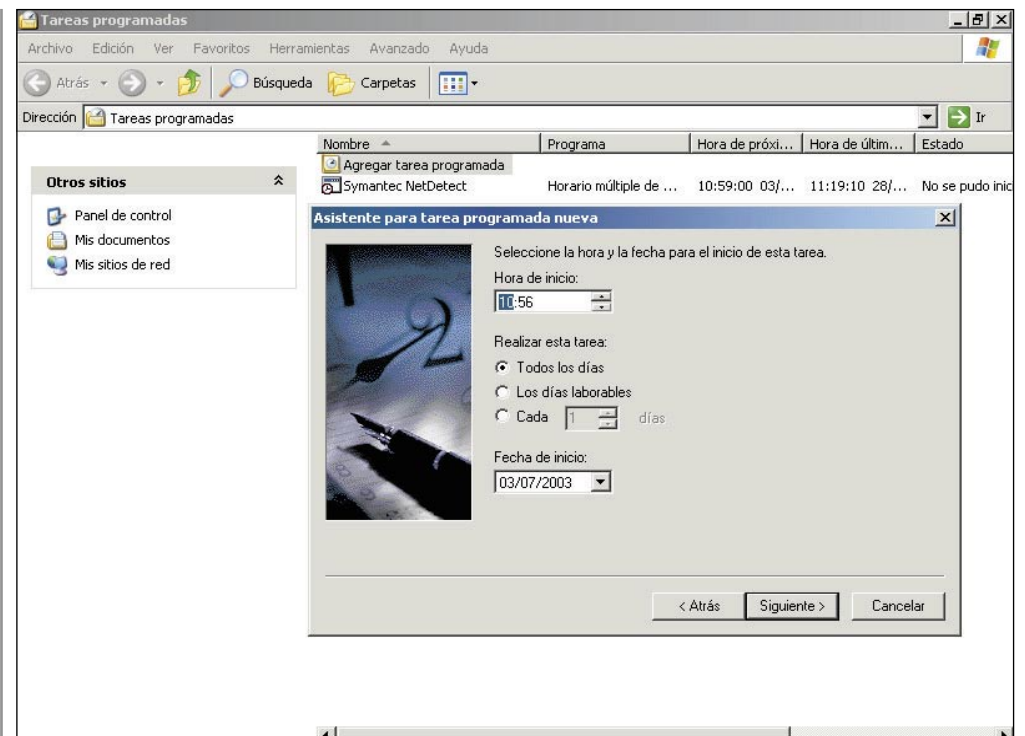 Tareas programadas
Archivo Edición Ver Favoritos Herramientas Avanzado Ayuda
Atrás Búsqueda Carpetas
Dirección Tareas programadas Ir
Nombre Programa Hora de próxi... Hora de últim... Estado
Agregar tarea programada
Symantec NetDetect Horario múltiple de ... 10:59:00 03/... 11:19:10 28/... No se pudo inic
Otros sitios
Panel de control
Mis documentos
Mis sitios de red
Asistente para tarea programada nueva
Seleccione la hora y la fecha para el inicio de esta tarea.
Hora de inicio:
10:56
Realizar esta tarea:
Todos los días
Los días laborables
Cada 1 días
Fecha de inicio:
03/07/2003
< Atrás Siguiente > Cancelar